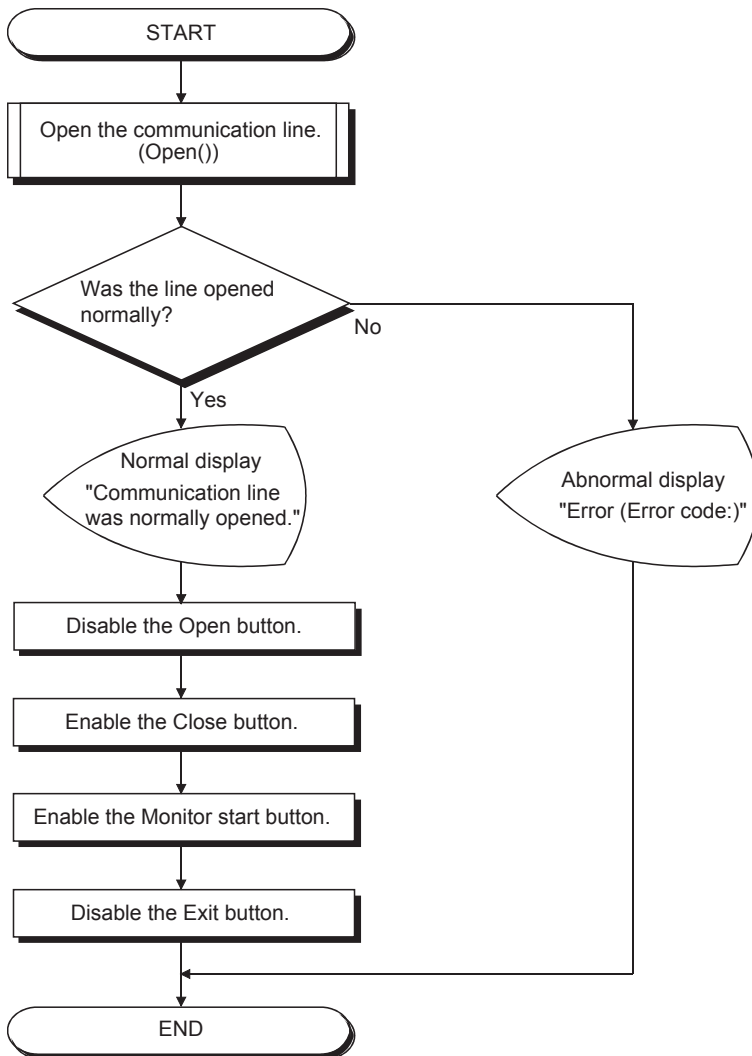 START
Open the communication line.
(Open())
Was the line opened
normally?
No
Yes
Normal display
"Communication line
was normally opened."
Abnormal display
"Error (Error code:)"
Disable the Open button.
Enable the Close button.
Enable the Monitor start button.
Disable the Exit button.
END